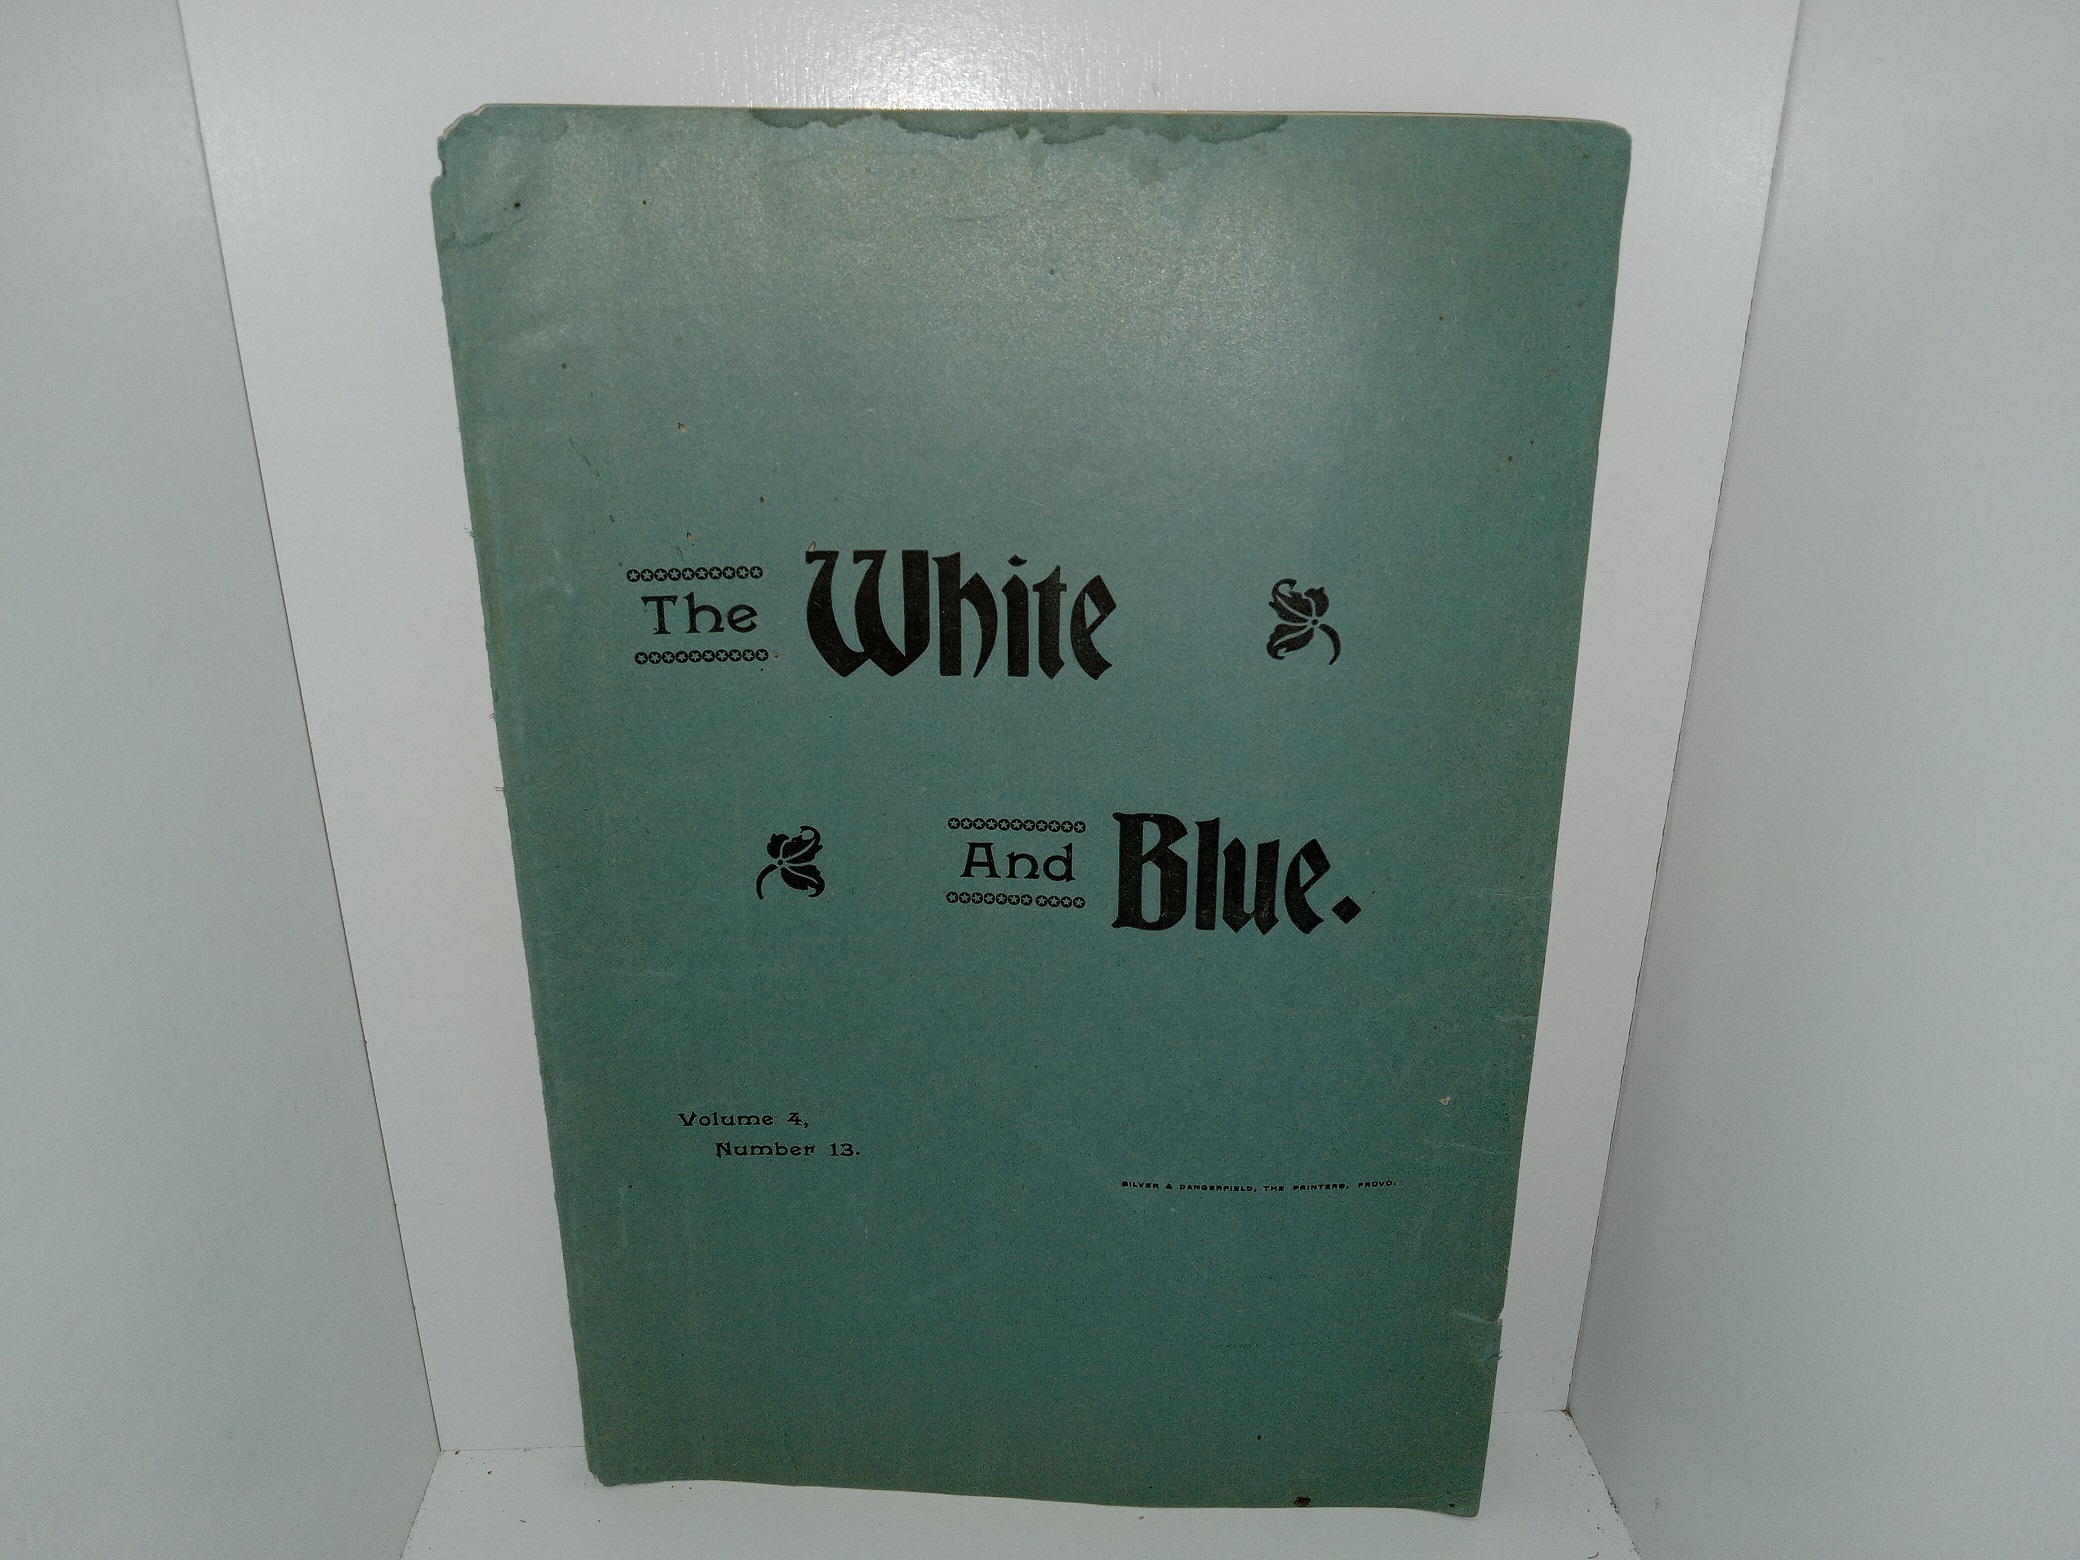 The White
And Blue.
Volume 4,
Number 13.
SILVER & DANGERFIELD, THE PRINTERS, PROVO.